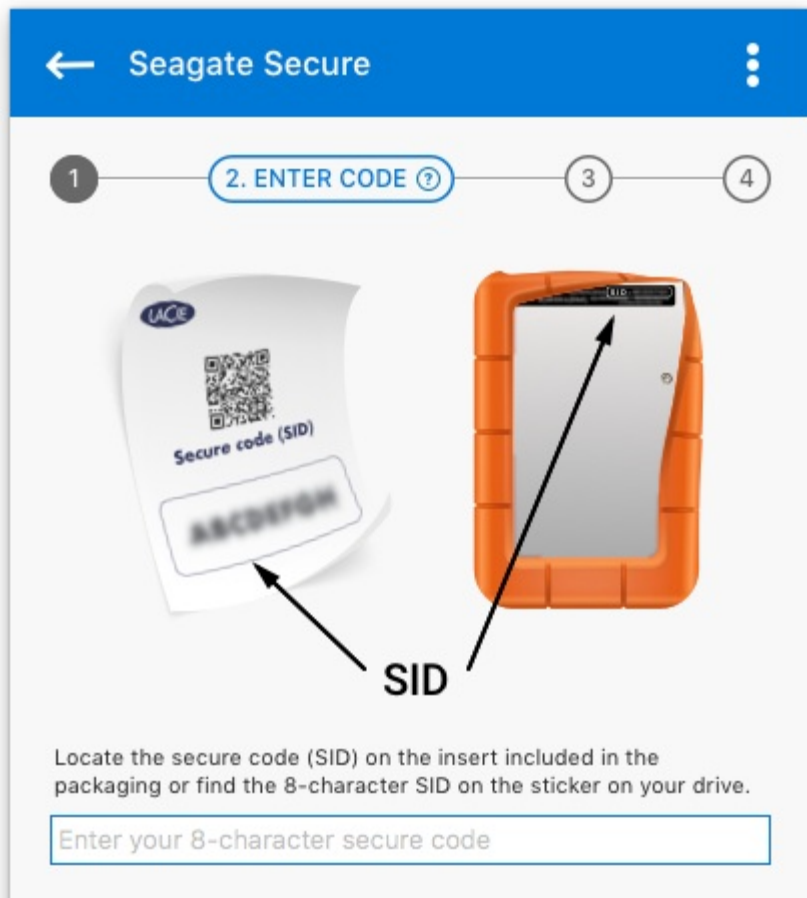 Seagate Secure
1
2. ENTER CODE ?
3
4
LACIE
SID
Secure code (SID)
ABCDEFGH
SID
Locate the secure code (SID) on the insert included in the
packaging or find the 8-character SID on the sticker on your drive.
Enter your 8-character secure code